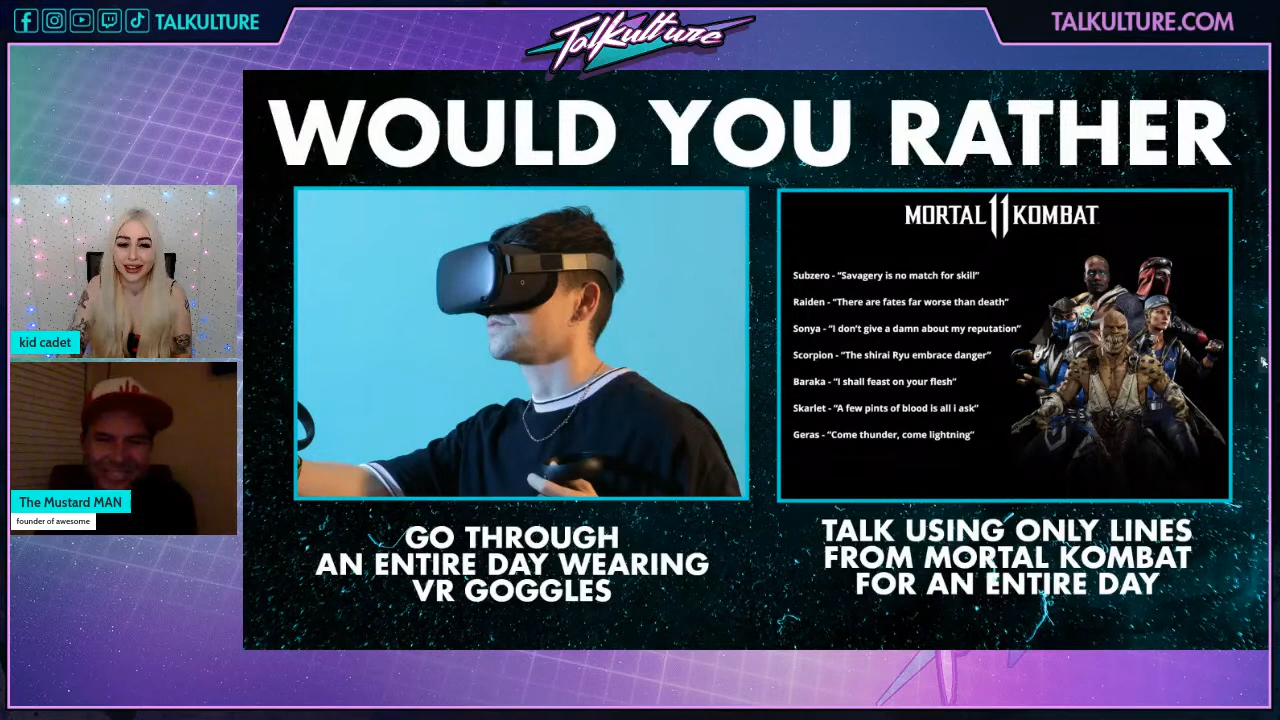 TALKULTURE
Talkulture
TALKULTURE.COM
WOULD YOU RATHER
kid cadet
The Mustard MAN
founder of awesome
GO THROUGH
AN ENTIRE DAY WEARING
VR GOGGLES
MORTAL 11 KOMBAT
Subzero - “Savagery is no match for skill”
Raiden - “There are fates far worse than death”
Sonya - “I don’t give a damn about my reputation”
Scorpion - “The shirai Ryu embrace danger”
Baraka - “I shall feast on your flesh”
Skarlet - “A few pints of blood is all i ask”
Geras - “Come thunder, come lightning”
TALK USING ONLY LINES
FROM MORTAL KOMBAT
FOR AN ENTIRE DAY